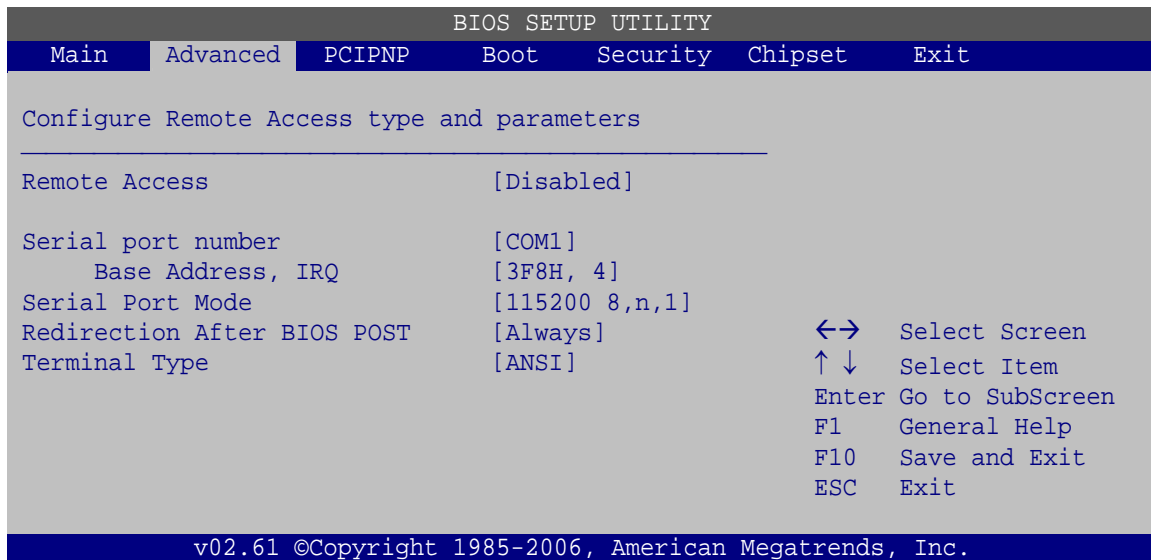 BIOS SETUP UTILITY
Main Advanced PCIPNP Boot Security Chipset Exit
Configure Remote Access type and parameters
Remote Access [Disabled]
Serial port number [COM1]
Base Address, IRQ [3F8H, 4]
Serial Port Mode [115200 8,n,1]
Redirection After BIOS POST [Always]
Terminal Type [ANSI]
←→ Select Screen
↑ ↓ Select Item
Enter Go to SubScreen
F1 General Help
F10 Save and Exit
ESC Exit
v02.61 ©Copyright 1985-2006, American Megatrends, Inc.